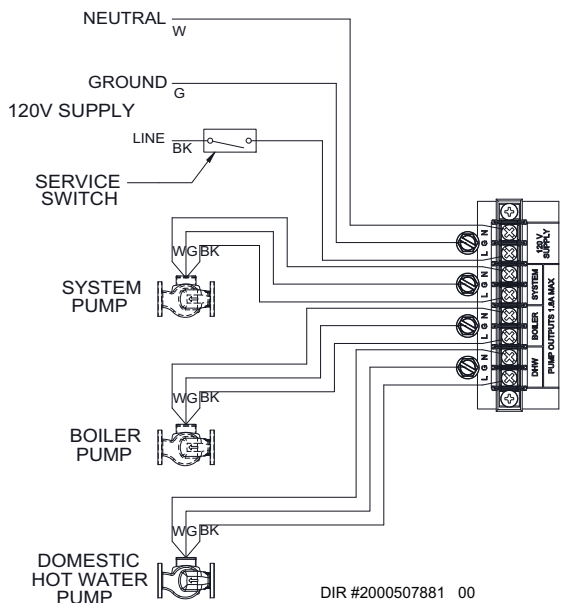 NEUTRAL
W
GROUND
G
120V SUPPLY
LINE
BK
SERVICE
SWITCH
WG BK
SYSTEM
PUMP
WG BK
BOILER
PUMP
WG BK
DOMESTIC
HOT WATER
PUMP
L G N
L G N
L G N
L G N
120 V
SUPPLY
SYSTEM
BOILER
DHW
PUMP OUTPUTS 1.8A MAX
DIR #2000507881 00